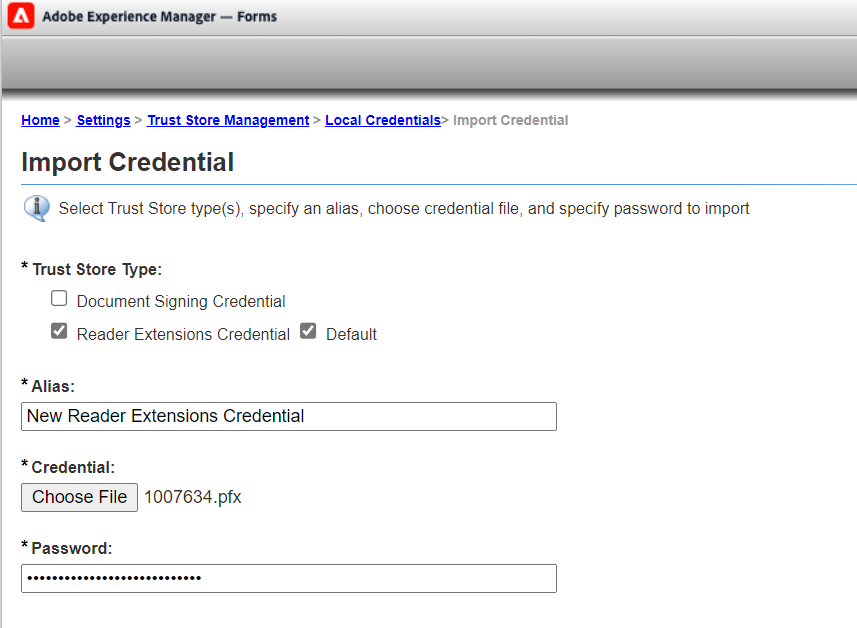 Adobe Experience Manager — Forms
Home > Settings > Trust Store Management > Local Credentials> Import Credential
Import Credential
Select Trust Store type(s), specify an alias, choose credential file, and specify password to import
* Trust Store Type:
Document Signing Credential
Reader Extensions Credential Default
* Alias:
New Reader Extensions Credential
* Credential:
Choose File 1007634.pfx
* Password:
••••••••••••••••••••••••••••